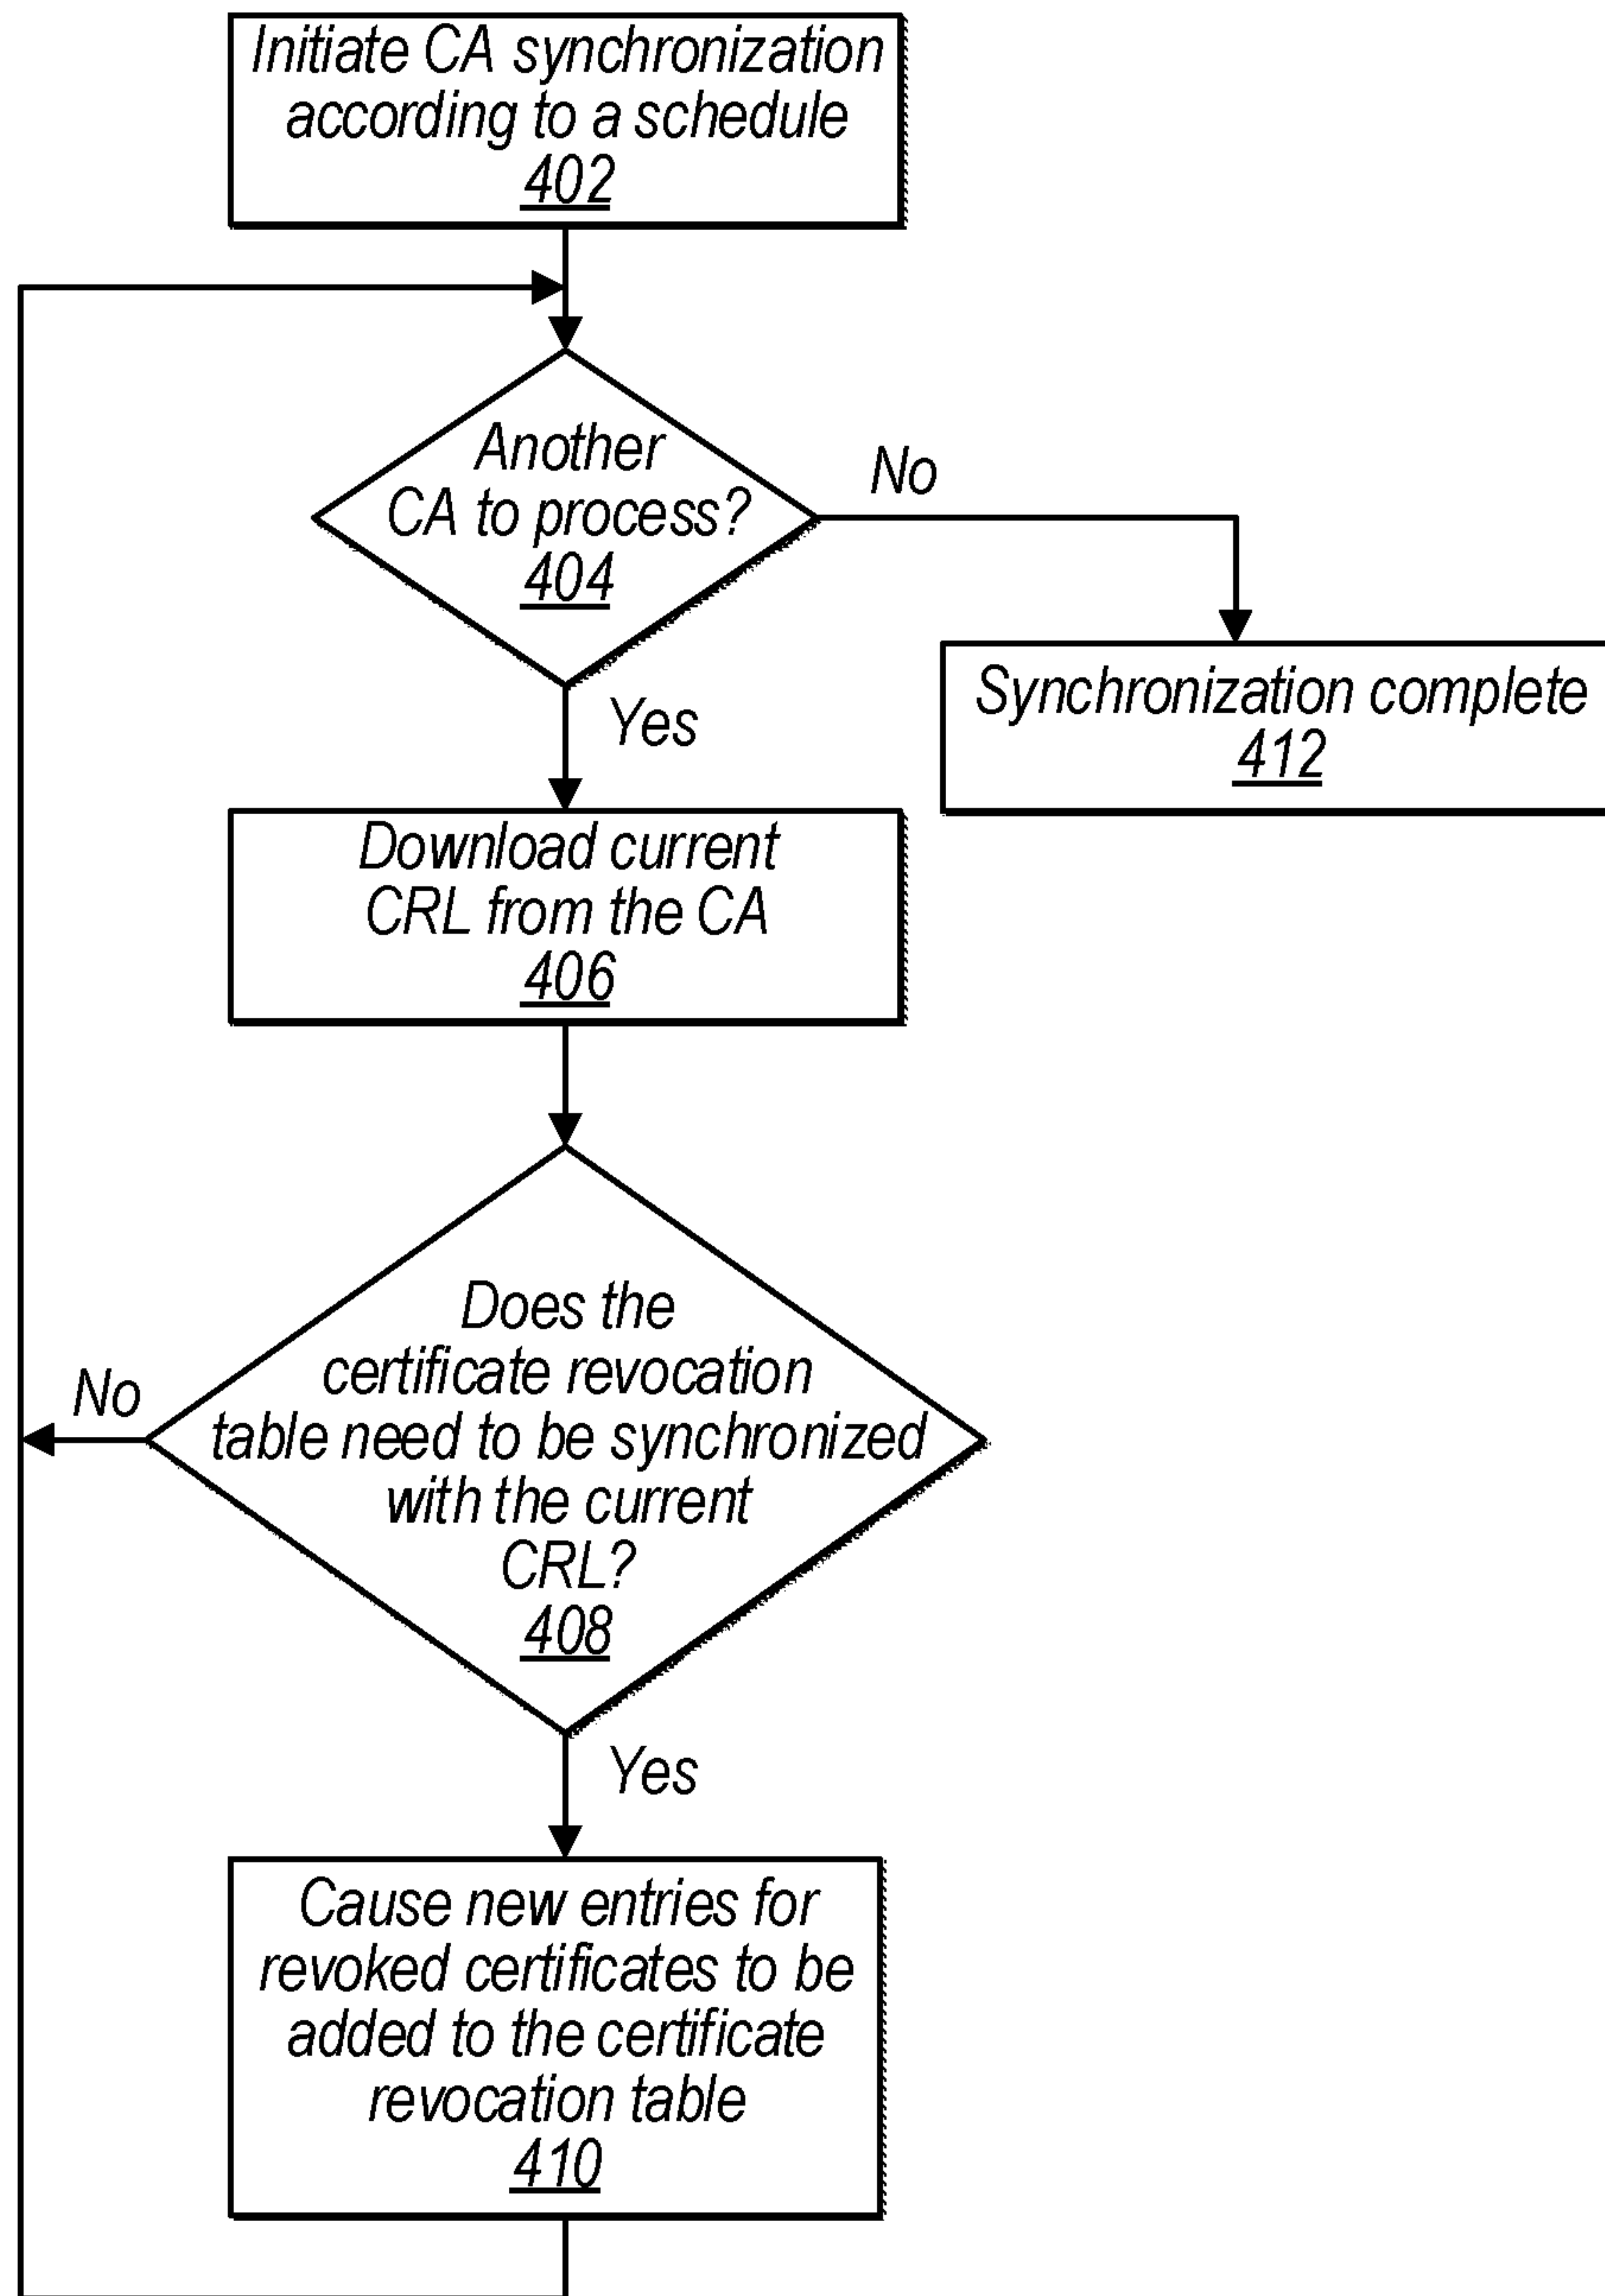 Initiate CA synchronization
according to a schedule
402
Another
CA to process?
404
No
Synchronization complete
412
Yes
Download current
CRL from the CA
406
Does the
certificate revocation
table need to be synchronized
with the current
CRL?
408
No
Yes
Cause new entries for
revoked certificates to be
added to the certificate
revocation table
410